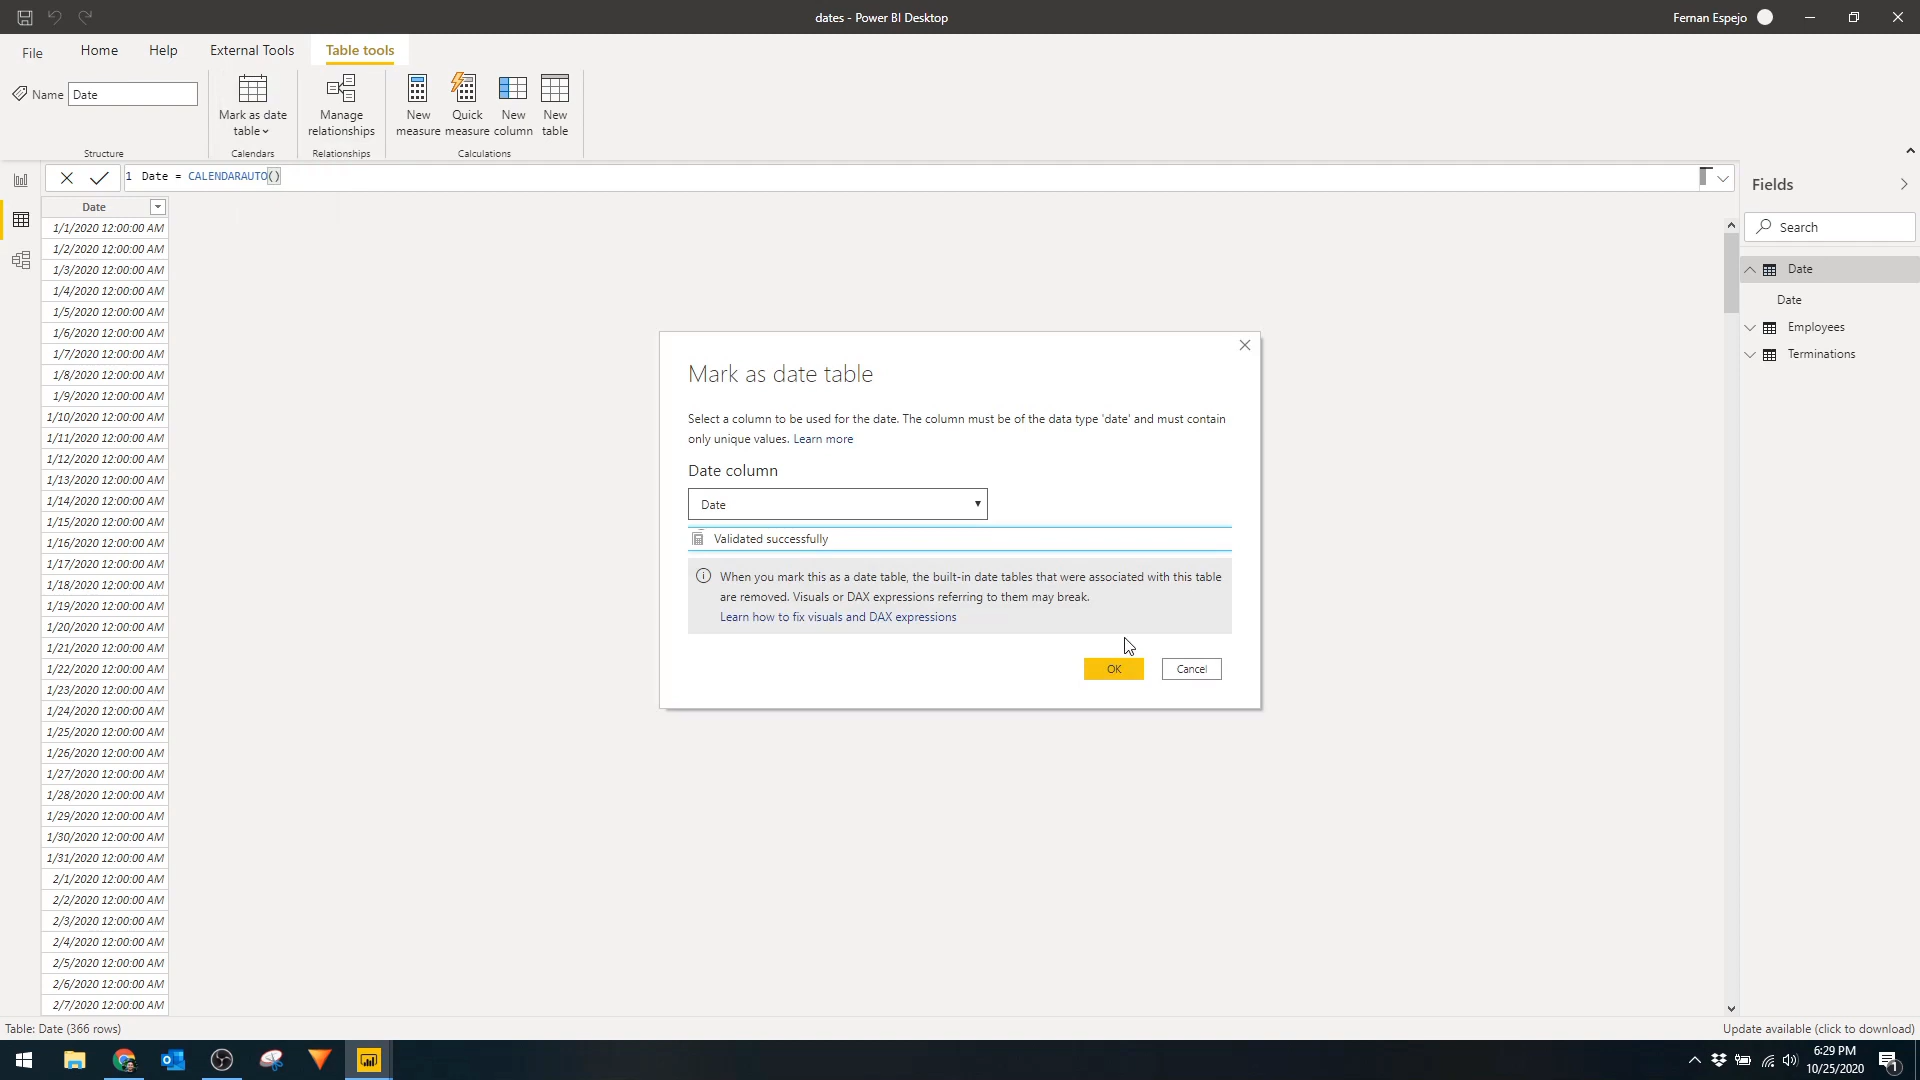 dates - Power BI Desktop
Fernan Espejo
File
Home
Help
External Tools
Table tools
Name
Date
Mark as date
table
Manage
relationships
New
measure
Quick
measure
New
column
New
table
Structure
Calendars
Relationships
Calculations
1 Date = CALENDARAUTO()
Date
1/1/2020 12:00:00 AM
1/2/2020 12:00:00 AM
1/3/2020 12:00:00 AM
1/4/2020 12:00:00 AM
1/5/2020 12:00:00 AM
1/6/2020 12:00:00 AM
1/7/2020 12:00:00 AM
1/8/2020 12:00:00 AM
1/9/2020 12:00:00 AM
1/10/2020 12:00:00 AM
1/11/2020 12:00:00 AM
1/12/2020 12:00:00 AM
1/13/2020 12:00:00 AM
1/14/2020 12:00:00 AM
1/15/2020 12:00:00 AM
1/16/2020 12:00:00 AM
1/17/2020 12:00:00 AM
1/18/2020 12:00:00 AM
1/19/2020 12:00:00 AM
1/20/2020 12:00:00 AM
1/21/2020 12:00:00 AM
1/22/2020 12:00:00 AM
1/23/2020 12:00:00 AM
1/24/2020 12:00:00 AM
1/25/2020 12:00:00 AM
1/26/2020 12:00:00 AM
1/27/2020 12:00:00 AM
1/28/2020 12:00:00 AM
1/29/2020 12:00:00 AM
1/30/2020 12:00:00 AM
1/31/2020 12:00:00 AM
2/1/2020 12:00:00 AM
2/2/2020 12:00:00 AM
2/3/2020 12:00:00 AM
2/4/2020 12:00:00 AM
2/5/2020 12:00:00 AM
2/6/2020 12:00:00 AM
2/7/2020 12:00:00 AM
Mark as date table
Select a column to be used for the date. The column must be of the data type 'date' and must contain
only unique values. Learn more
Date column
Date
Validated successfully
When you mark this as a date table, the built-in date tables that were associated with this table
are removed. Visuals or DAX expressions referring to them may break.
Learn how to fix visuals and DAX expressions
OK
Cancel
Fields
Search
Date
Date
Employees
Terminations
Table: Date (366 rows)
Update available (click to download)
6:29 PM
10/25/2020
1